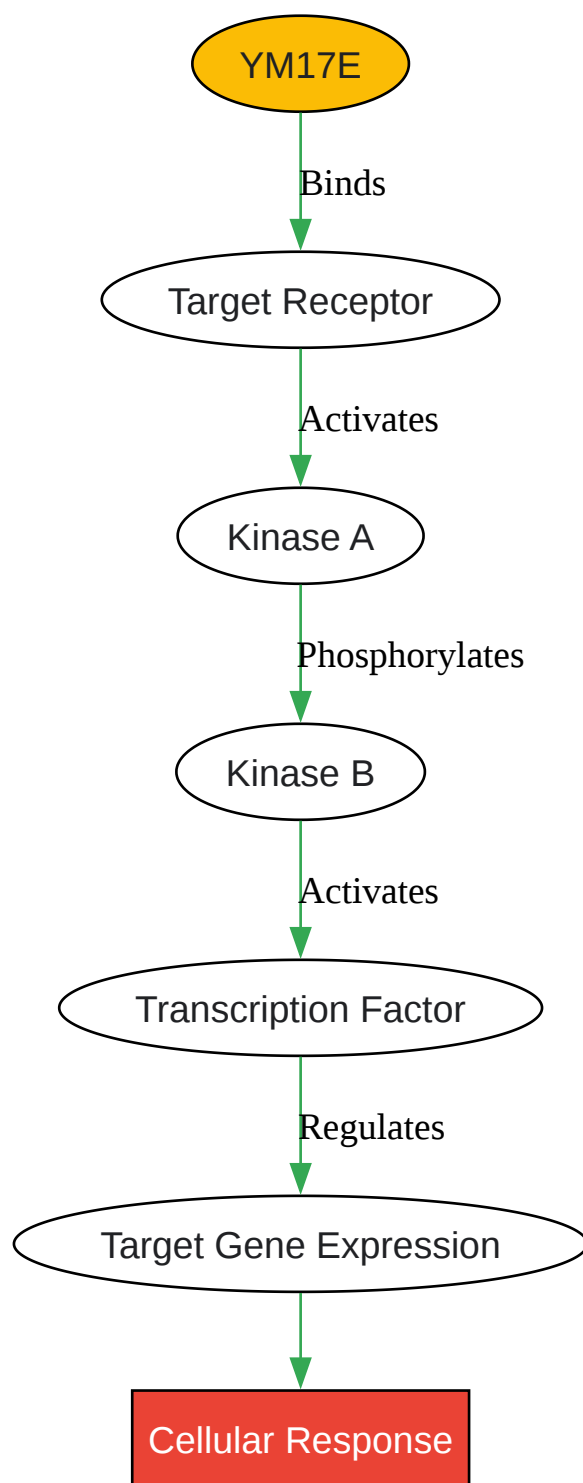 YM17E
Binds
Target Receptor
Activates
Kinase A
Phosphorylates
Kinase B
Activates
Transcription Factor
Regulates
Target Gene Expression
Cellular Response